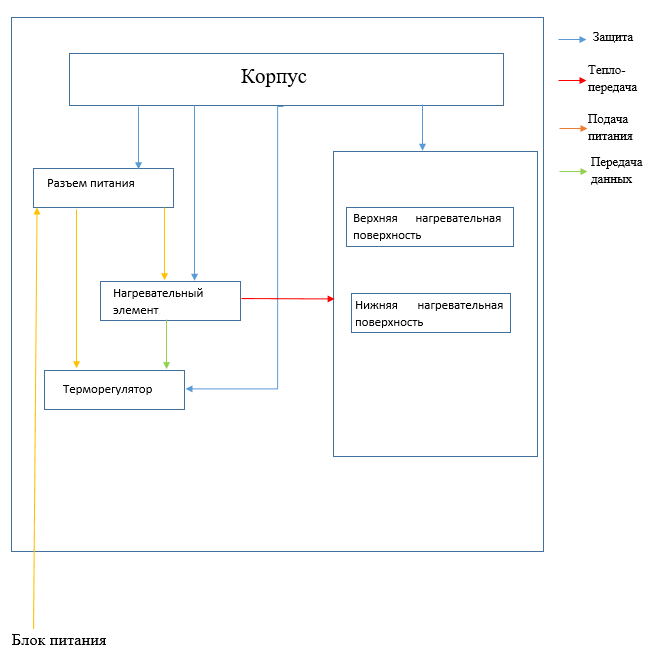 Корпус
Защита
Тепло-
передача
Подача
питания
Передача
данных
Разъем питания
Верхняя нагревательная
поверхность
Нагревательный
элемент
Нижняя нагревательная
поверхность
Терморегулятор
Блок питания